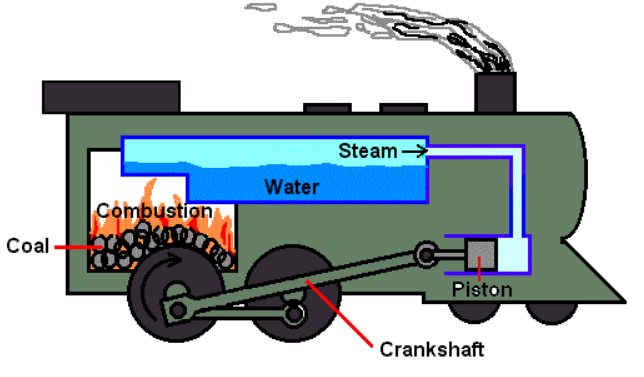 Steam
Water
Combustion
Coal
Piston
Crankshaft